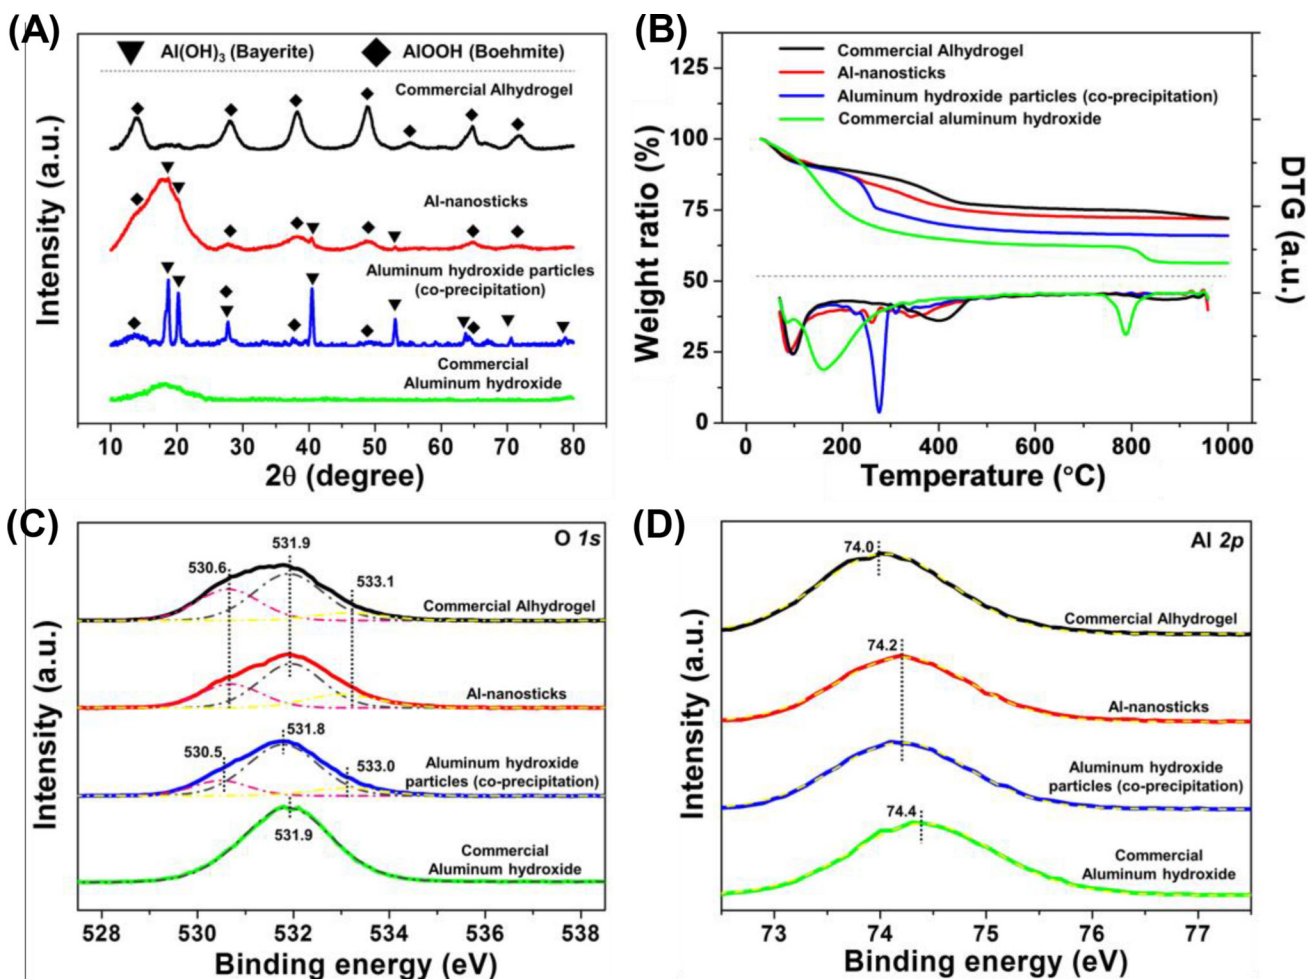 (A)
▼ Al(OH)₃ (Bayerite) ◆ AlOOH (Boehmite)
Commercial Alhydrogel
Al-nanosticks
Aluminum hydroxide particles
(co-precipitation)
Commercial
Aluminum hydroxide
Intensity (a.u.)
10 20 30 40 50 60 70 80
2θ (degree)
(B)
Commercial Alhydrogel
Al-nanosticks
Aluminum hydroxide particles (co-precipitation)
Commercial aluminum hydroxide
125
100
75
50
25
0
Weight ratio (%)
DTG (a.u.)
0 200 400 600 800 1000
Temperature (°C)
(C)
O 1s
531.9
530.6
533.1
Commercial Alhydrogel
Al-nanosticks
531.8
530.5
533.0
Aluminum hydroxide
particles (co-precipitation)
531.9
Commercial
Aluminum hydroxide
Intensity (a.u.)
528 530 532 534 536 538
Binding energy (eV)
(D)
Al 2p
74.0
Commercial Alhydrogel
74.2
Al-nanosticks
Aluminum hydroxide
particles (co-precipitation)
74.4
Commercial
Aluminum hydroxide
Intensity (a.u.)
73 74 75 76 77
Binding energy (eV)